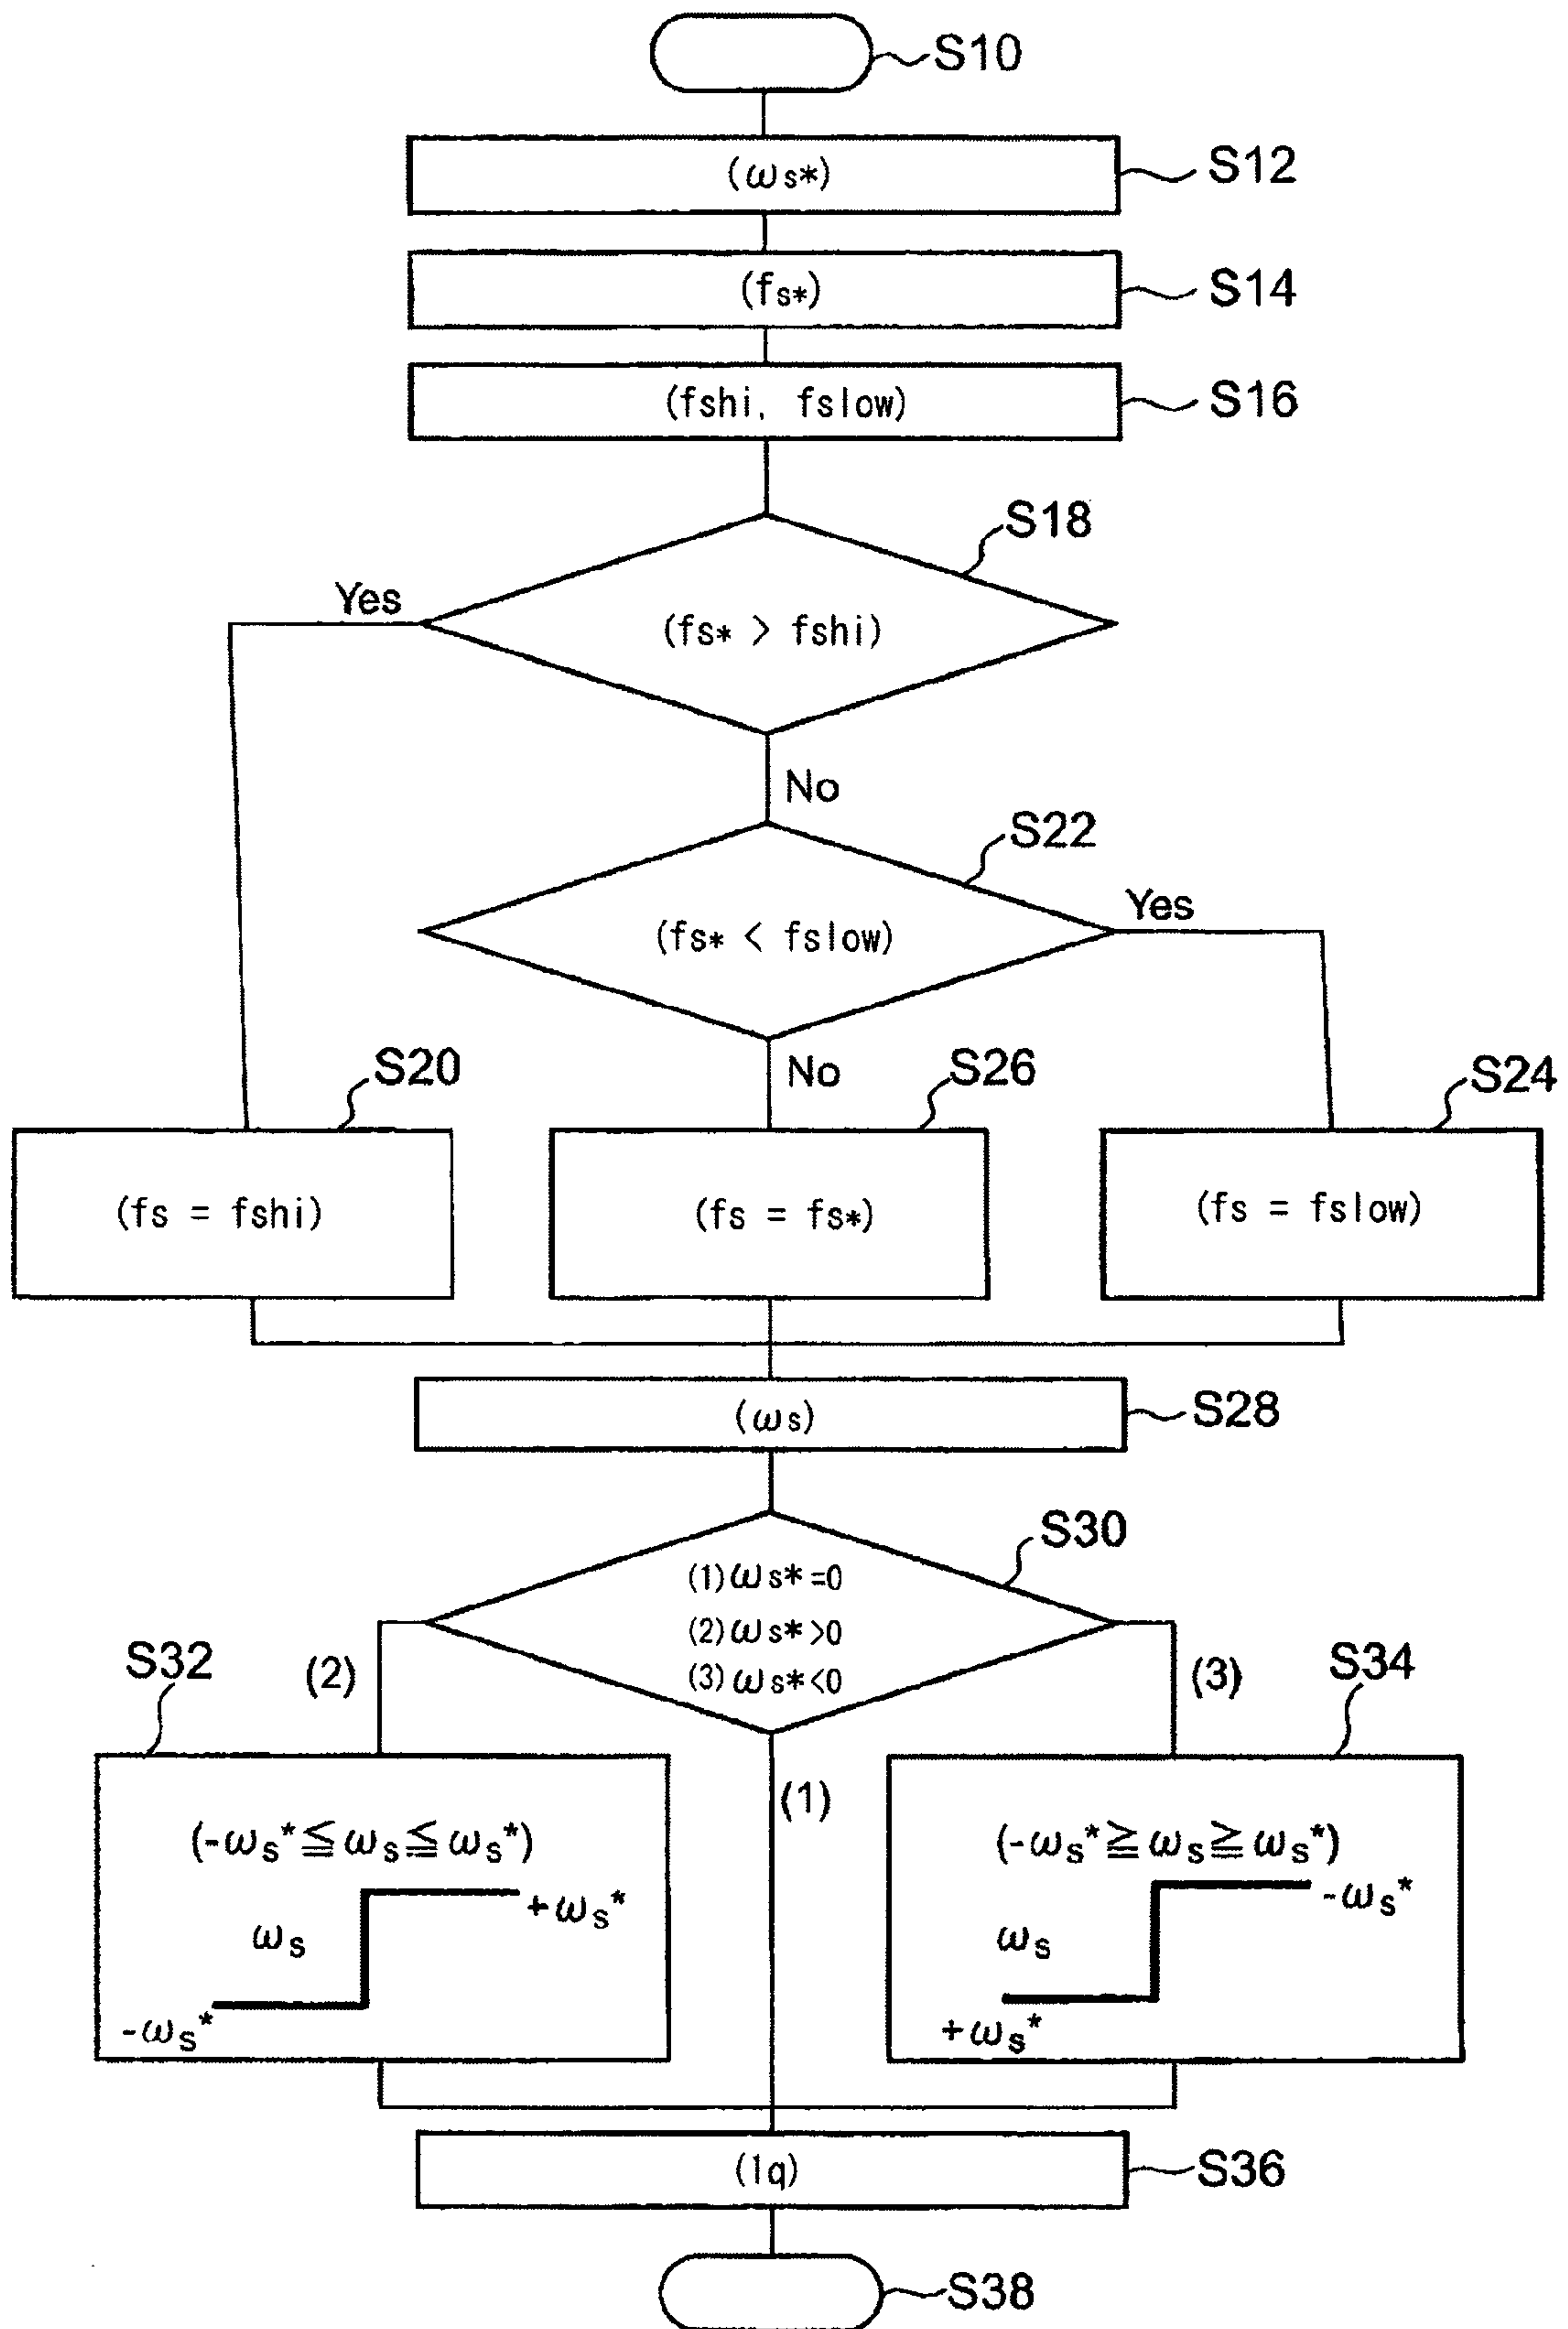 S10
(ωs*)
S12
(fs*)
S14
(fshi, fslow)
S16
S18
Yes
(fs* > fshi)
No
S22
Yes
(fs* < fslow)
No
S20
S26
S24
(fs = fshi)
(fs = fs*)
(fs = fslow)
(ωs)
S28
S30
(1) ωs*=0
(2) ωs*>0
(3) ωs*<0
S32
(2)
(3)
S34
(1)
(-ωs*≦ωs≦ωs*)
+ωs*
ωs
-ωs*
(-ωs*≧ωs≧ωs*)
-ωs*
ωs
+ωs*
(Iq)
S36
S38